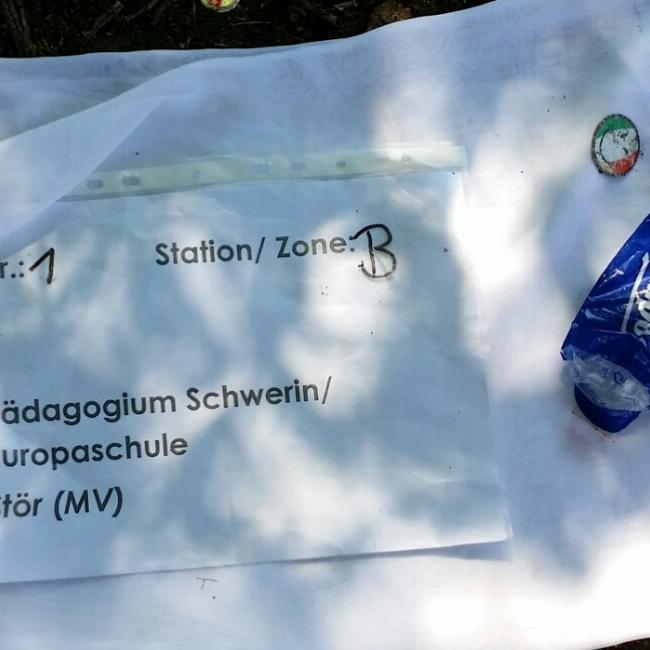 r.: 1 Station/ Zone: B
ädagogium Schwerin/
uropaschule
tör (MV)